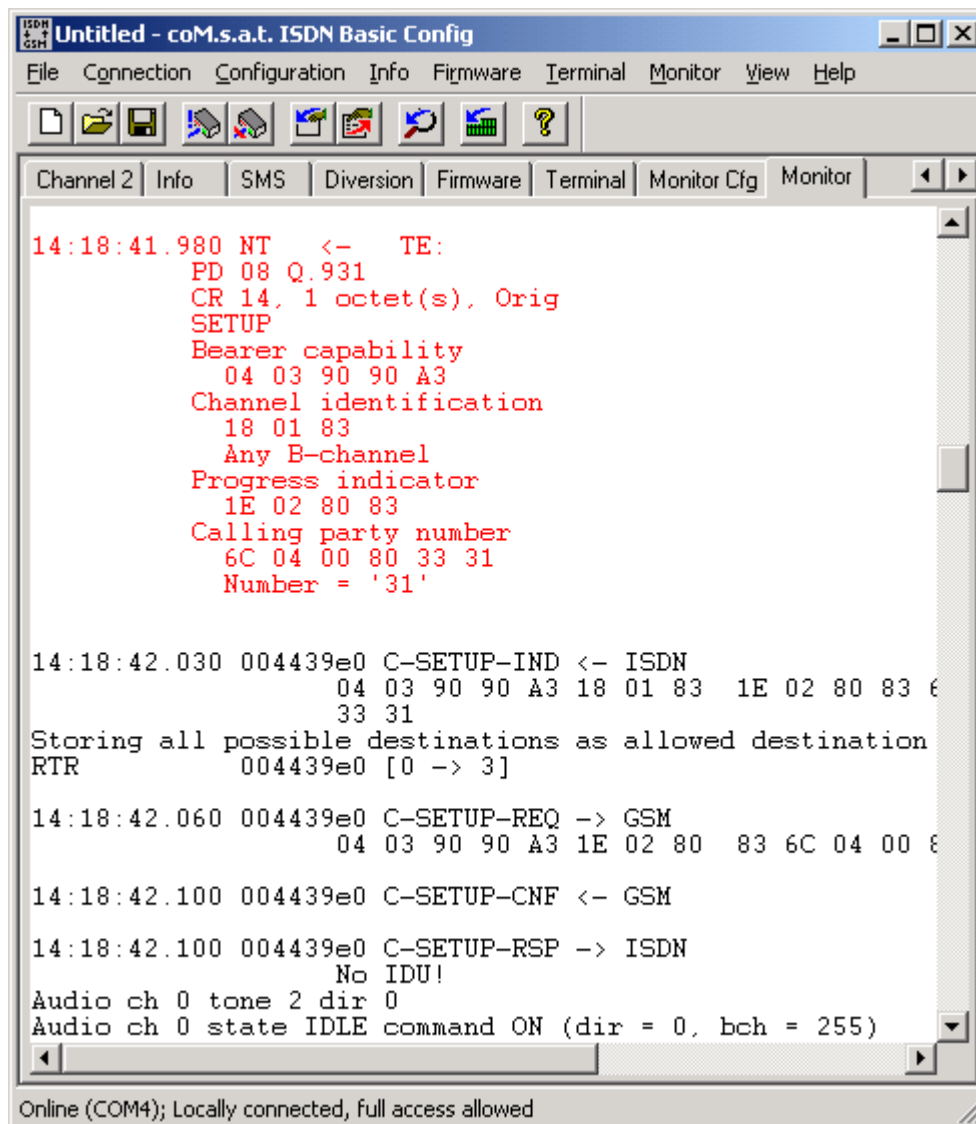 ISDN GSM Untitled - coM.s.a.t. ISDN Basic Config
File Connection Configuration Info Firmware Terminal Monitor View Help
Channel 2 Info SMS Diversion Firmware Terminal Monitor Cfg Monitor
14:18:41.980 NT <- TE:
PD 08 Q.931
CR 14, 1 octet(s), Orig
SETUP
Bearer capability
04 03 90 90 A3
Channel identification
18 01 83
Any B-channel
Progress indicator
1E 02 80 83
Calling party number
6C 04 00 80 33 31
Number = '31'
14:18:42.030 004439e0 C-SETUP-IND <- ISDN
04 03 90 90 A3 18 01 83 1E 02 80 83
33 31
Storing all possible destinations as allowed destination
RTR 004439e0 [0 -> 3]
14:18:42.060 004439e0 C-SETUP-REQ -> GSM
04 03 90 90 A3 1E 02 80 83 6C 04 00
14:18:42.100 004439e0 C-SETUP-CNF <- GSM
14:18:42.100 004439e0 C-SETUP-RSP -> ISDN
No IDU!
Audio ch 0 tone 2 dir 0
Audio ch 0 state IDLE command ON (dir = 0, bch = 255)
Online (COM4); Locally connected, full access allowed